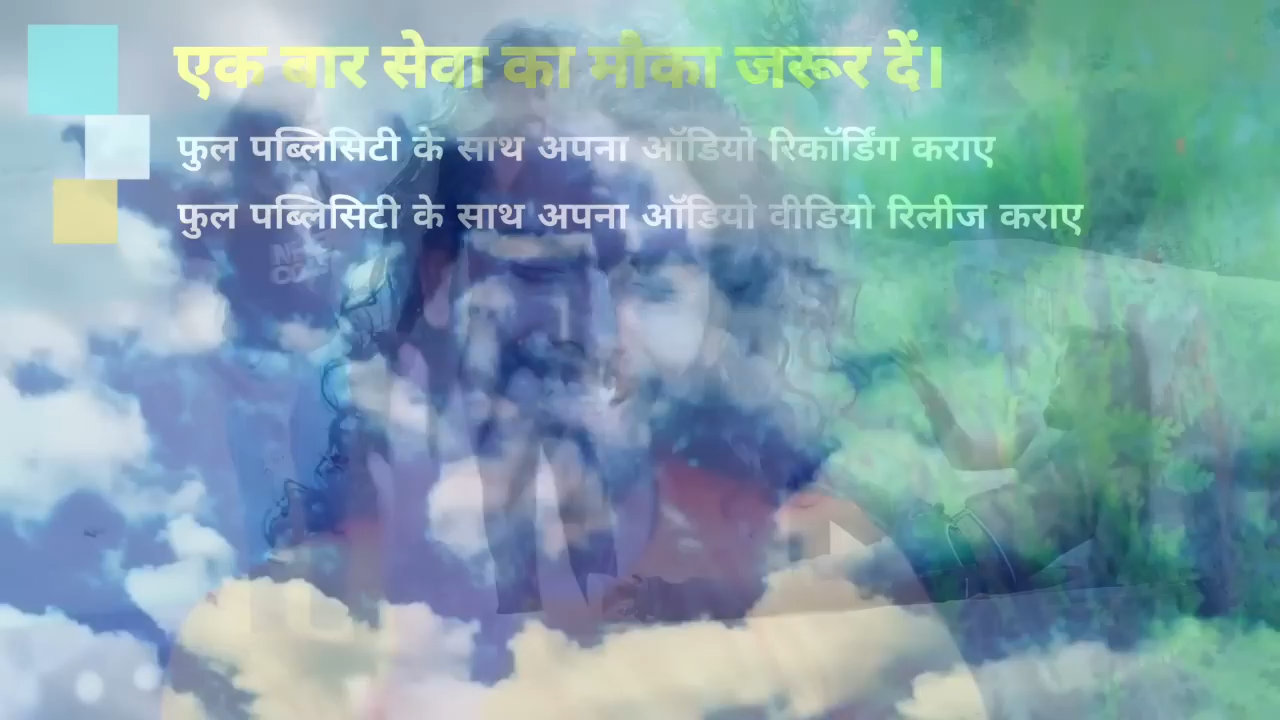 एक बार सेवा का मौका जरूर दें।
फुल पब्लिसिटी के साथ अपना ऑडियो रिकॉर्डिंग कराए
फुल पब्लिसिटी के साथ अपना ऑडियो वीडियो रिलीज कराए